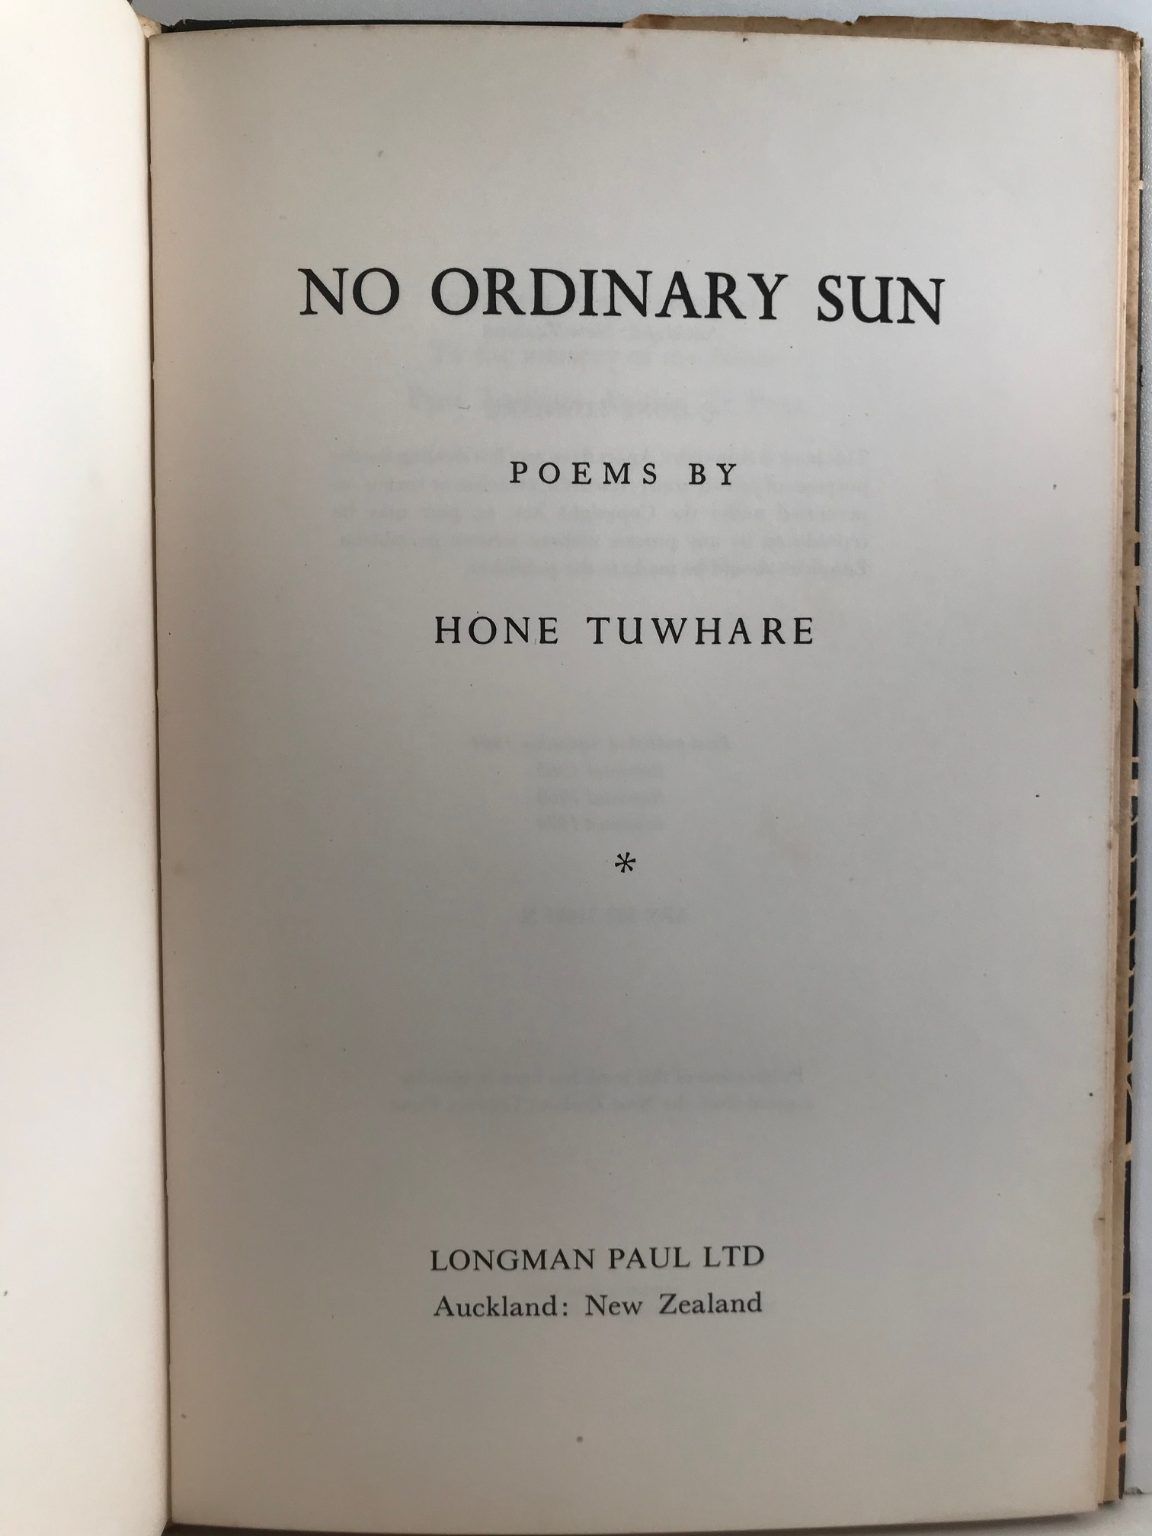 NO ORDINARY SUN
POEMS BY
HONE TUWHARE
*
LONGMAN PAUL LTD
Auckland: New Zealand